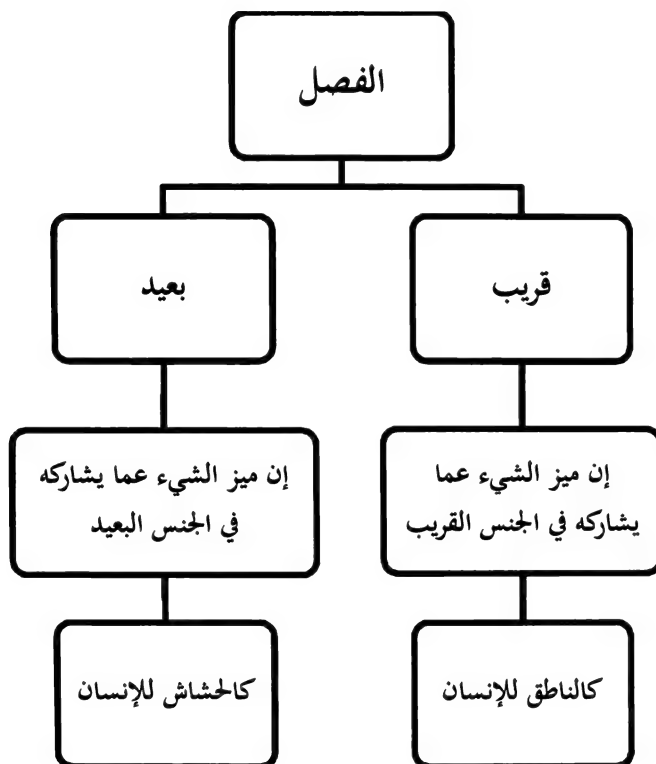 الفصل
قريب
بعيد
إن ميز الشيء عما
يشاركه في الجنس القريب
إن ميز الشيء عما يشاركه
في الجنس البعيد
كالناطق للإنسان
كالحشاش للإنسان